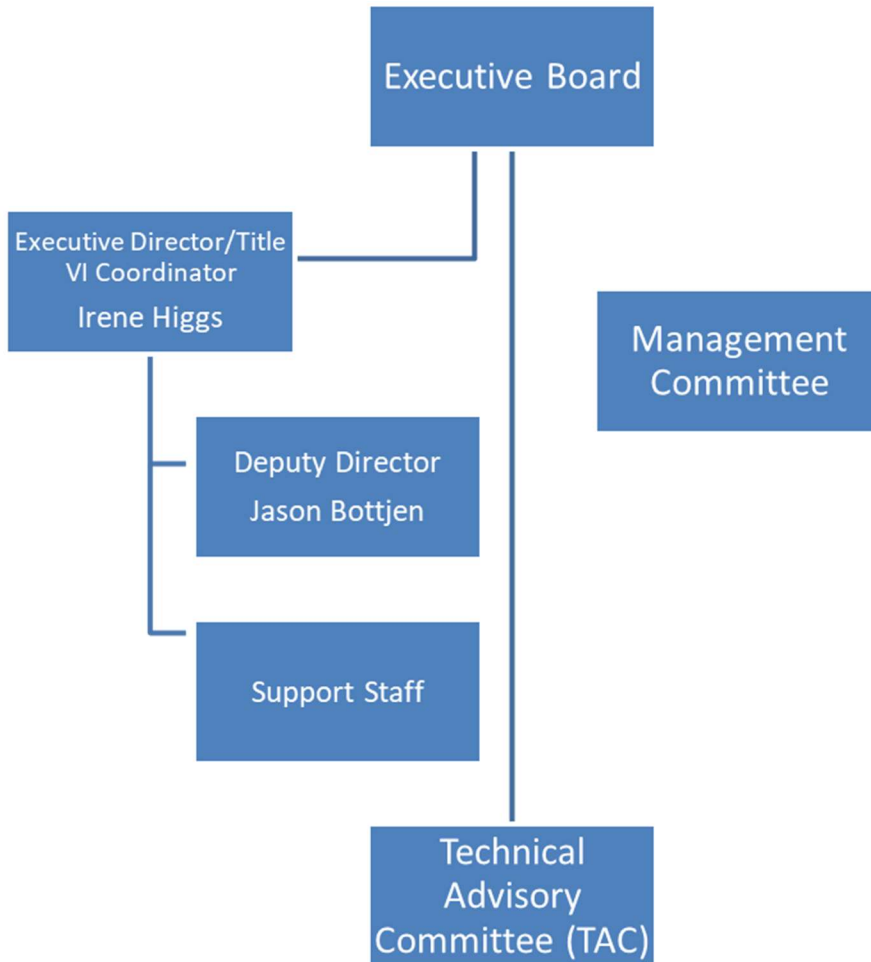 Executive Board
Executive Director/Title
VI Coordinator
Irene Higgs
Management
Committee
Deputy Director
Jason Bottjen
Support Staff
Technical
Advisory
Committee (TAC)